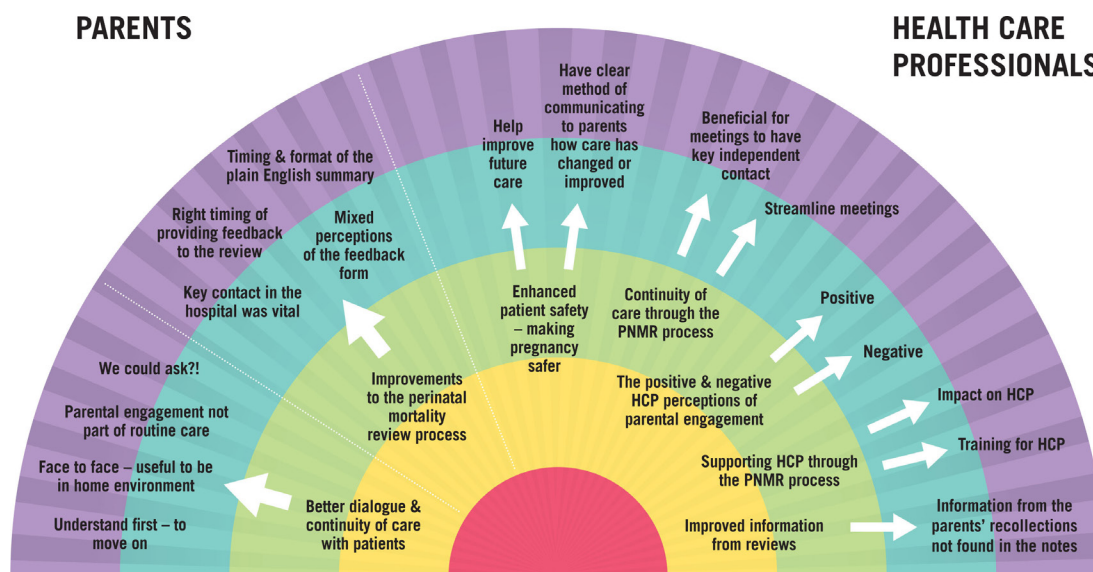 PARENTS
HEALTH CARE
PROFESSIONALS
Timing & format of the
plain English summary
Right timing of
providing feedback
to the review
Mixed
perceptions
of the feedback
form
Key contact in the
hospital was vital
We could ask?!
Parental engagement not
part of routine care
Face to face – useful to be
in home environment
Understand first – to
move on
Better dialogue &
continuity of care
with patients
Improvements
to the perinatal
mortality
review process
Help
improve
future
care
Have clear
method of
communicating
to parents
how care has
changed or
improved
Enhanced
patient safety
– making
pregnancy
safer
Beneficial for
meetings to have
key independent
contact
Streamline meetings
Continuity of
care through the
PNMR process
Positive
Negative
The positive & negative
HCP perceptions of
parental engagement
Impact on HCP
Training for HCP
Supporting HCP through
the PNMR process
Improved information
from reviews
Information from the
parents’ recollections
not found in the notes